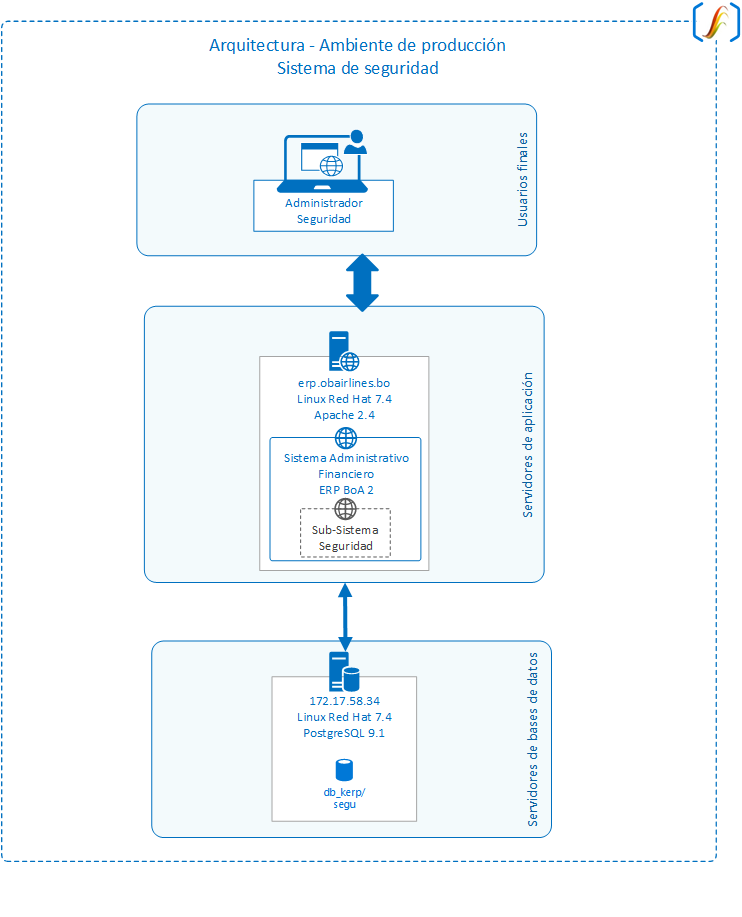 Arquitectura - Ambiente de producción
Sistema de seguridad
Usuarios finales
Administrador
Seguridad
Servidores de aplicación
erp.obairlines.bo
Linux Red Hat 7.4
Apache 2.4
Sistema Administrativo
Financiero
ERP BoA 2
Sub-Sistema
Seguridad
Servidores de bases de datos
172.17.58.34
Linux Red Hat 7.4
PostgreSQL 9.1
db_kerp/
segu